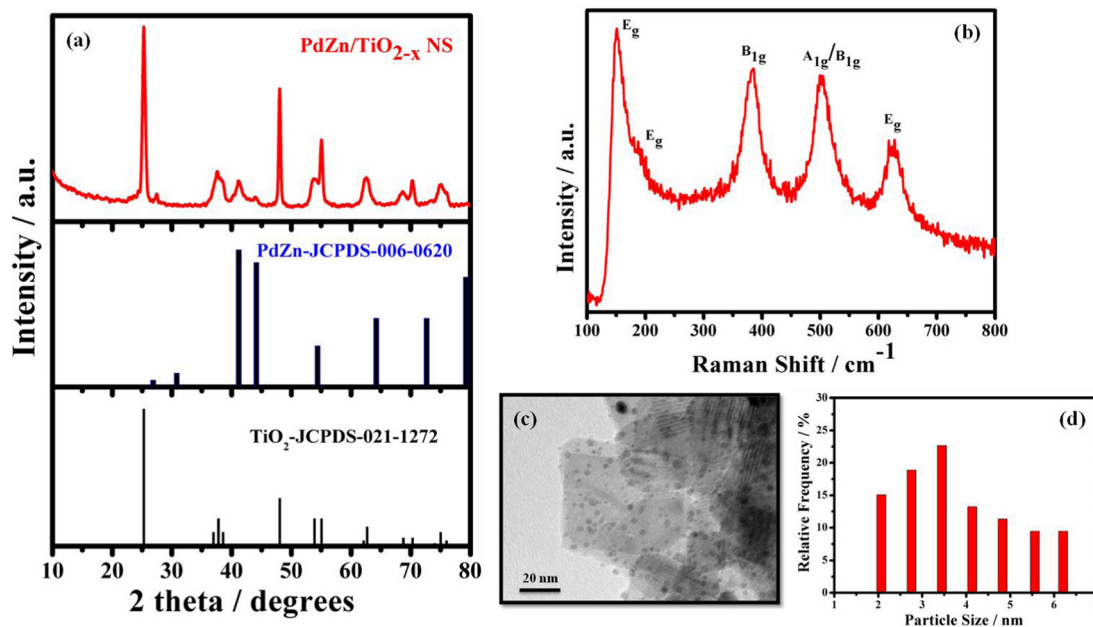 (a)
PdZn/TiO2-x NS
PdZn-JCPDS-006-0620
TiO2-JCPDS-021-1272
Intensity / a.u.
10 20 30 40 50 60 70 80
2 theta / degrees
(b)
Eg
Eg
B1g
A1g/B1g
Eg
Intensity / a.u.
100 200 300 400 500 600 700 800
Raman Shift / cm-1
(c)
20 nm
(d)
Relative Frequency / %
30
25
20
15
10
5
0
1 2 3 4 5 6
Particle Size / nm